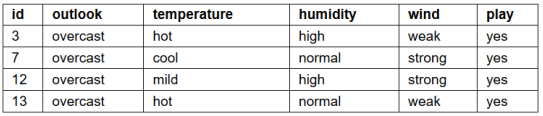 id outlook temperature humidity wind play
3 overcast hot high weak yes
7 overcast cool normal strong yes
12 overcast mild high strong yes
13 overcast hot normal weak yes